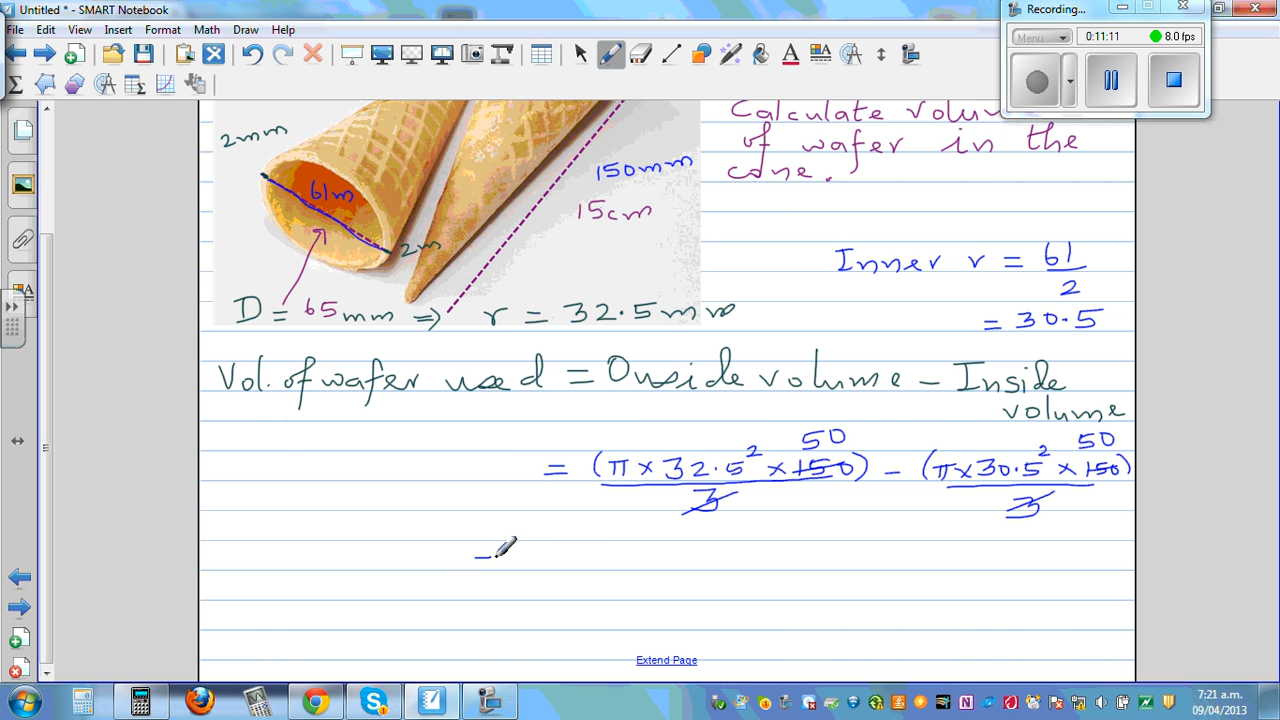 Untitled * - SMART Notebook
Recording...
File Edit View Insert Format Math Draw Help
Menu
0:11:11
8.0 fps
Calculate volum
of wafer in the
cone.
2mm
61m
2m
150mm
15cm
D = 65mm ⇒ r = 32.5mm
Inner r = 61/2
= 30.5
Vol. of wafer used = Ouside volume - Inside
volume
50 50
= (π × 32.5² × 150) - (π × 30.5² × 150)
3 3
=
Extend Page
7:21 a.m.
09/04/2013